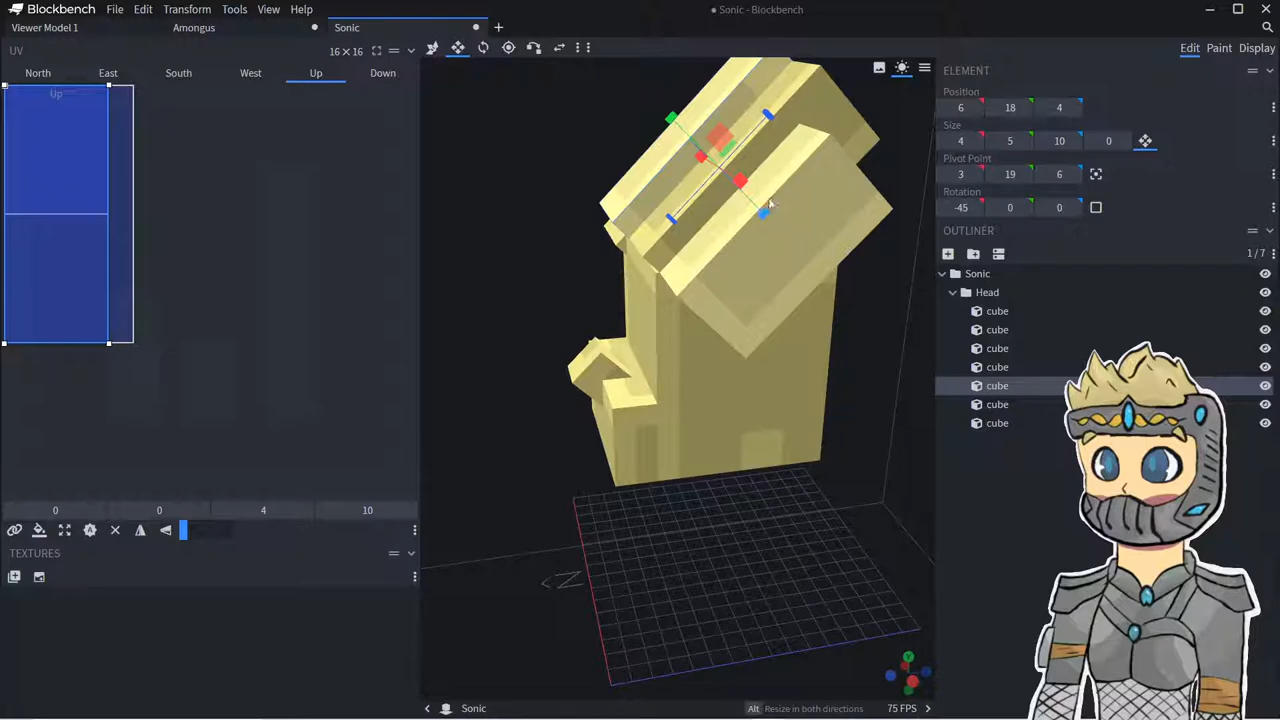 File Edit Transform Tools View Help
• Sonic - Blockbench
Viewer Model 1 Amongus Sonic
UV 16×16
North East South West Up Down
Up
0 0 4 10
TEXTURES
Edit Paint Display
ELEMENT
Position
6 18 4
Size
4 5 10 0
Pivot Point
3 19 6
Rotation
-45 0 0
OUTLINER
1/7
Sonic
Head
cube
cube
cube
cube
cube
cube
cube
N
Y
Sonic Alt Resize in both directions 75 FPS